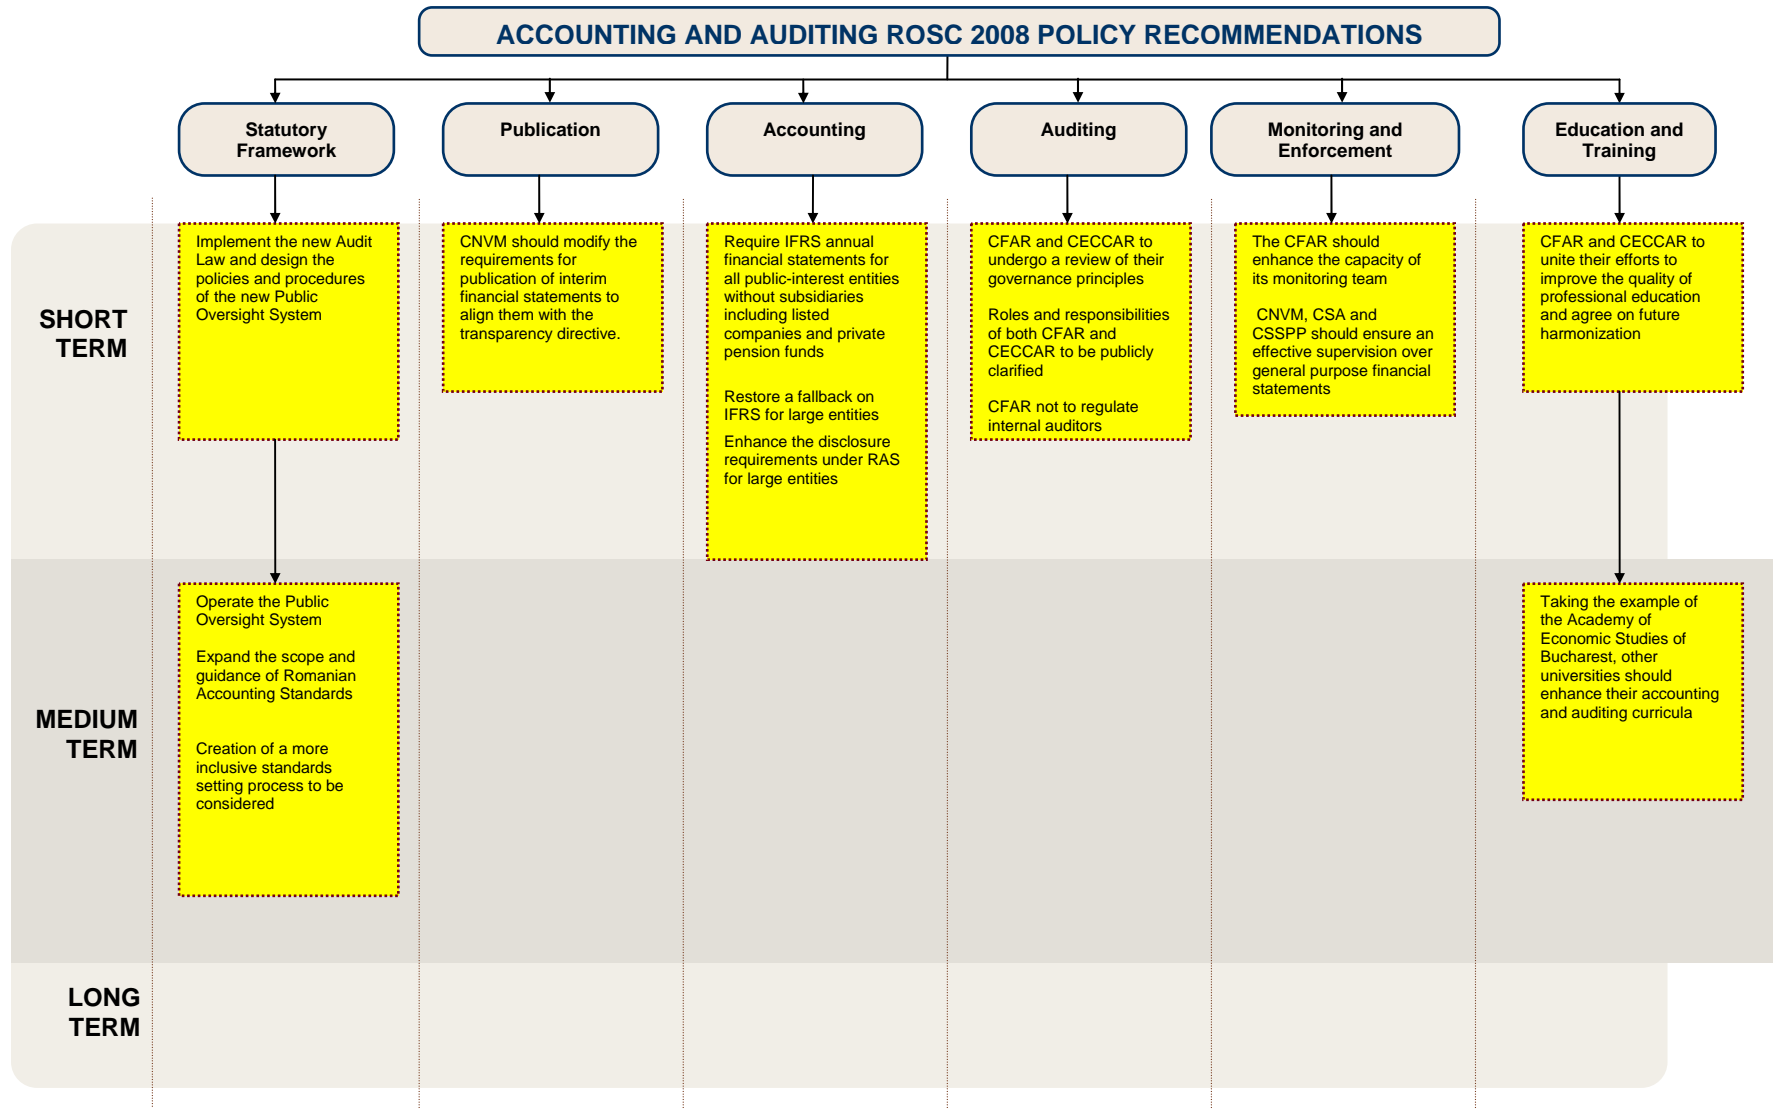 ACCOUNTING AND AUDITING ROSC 2008 POLICY RECOMMENDATIONS
Statutory
Framework
Publication
Accounting
Auditing
Monitoring and
Enforcement
Education and
Training
SHORT
TERM
Implement the new Audit
Law and design the
policies and procedures
of the new Public
Oversight System
CNVM should modify the
requirements for
publication of interim
financial statements to
align them with the
transparency directive.
Require IFRS annual
financial statements for
all public-interest entities
without subsidiaries
including listed
companies and private
pension funds
Restore a fallback on
IFRS for large entities
Enhance the disclosure
requirements under RAS
for large entities
CFAR and CECCAR to
undergo a review of their
governance principles
Roles and responsibilities
of both CFAR and
CECCAR to be publicly
clarified
CFAR not to regulate
internal auditors
The CFAR should
enhance the capacity of
its monitoring team
CNVM, CSA and
CSSPP should ensure an
effective supervision over
general purpose financial
statements
CFAR and CECCAR to
unite their efforts to
improve the quality of
professional education
and agree on future
harmonization
MEDIUM
TERM
Operate the Public
Oversight System
Expand the scope and
guidance of Romanian
Accounting Standards
Creation of a more
inclusive standards
setting process to be
considered
Taking the example of
the Academy of
Economic Studies of
Bucharest, other
universities should
enhance their accounting
and auditing curricula
LONG
TERM